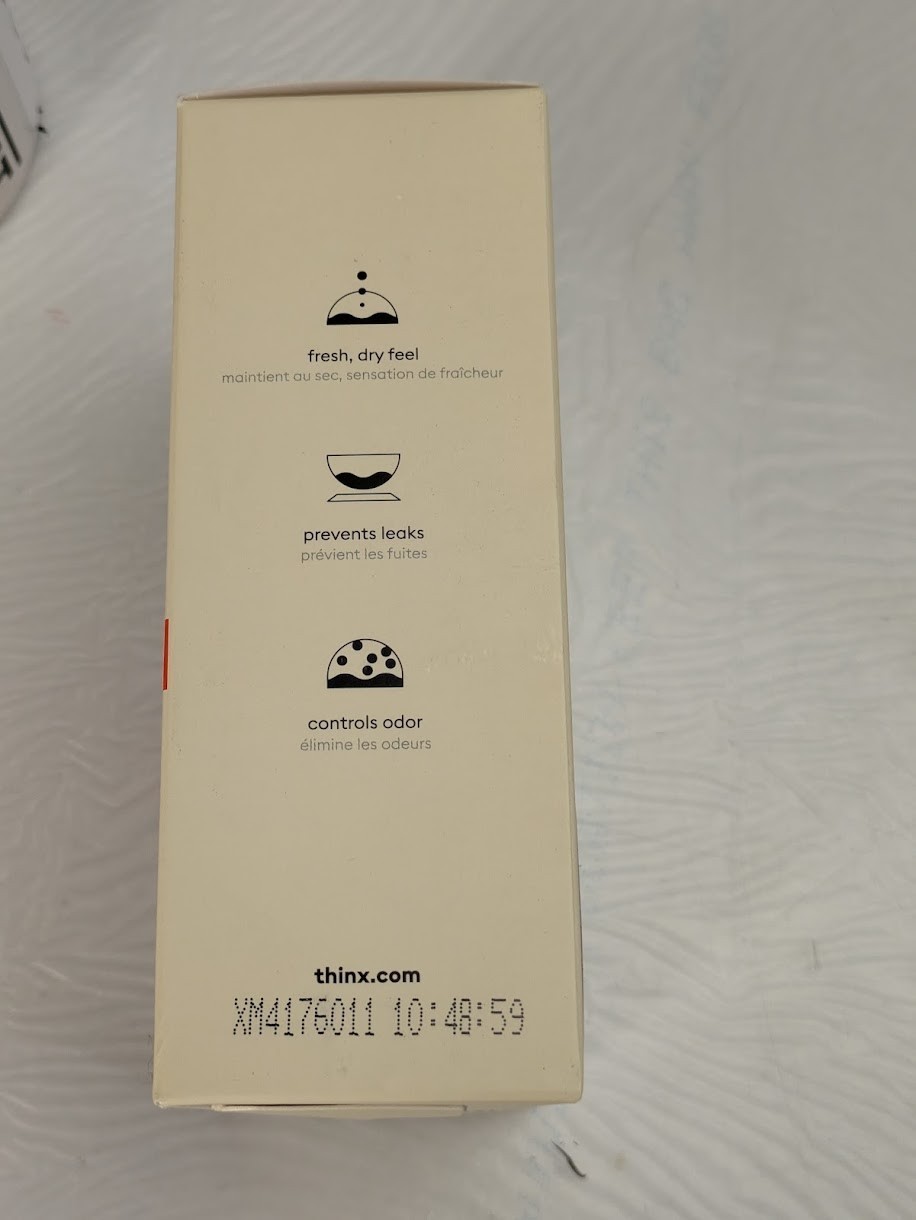 fresh, dry feel
maintient au sec, sensation de fraîcheur
prevents leaks
prévient les fuites
controls odor
élimine les odeurs
thinx.com
XM4176011 10:48:59